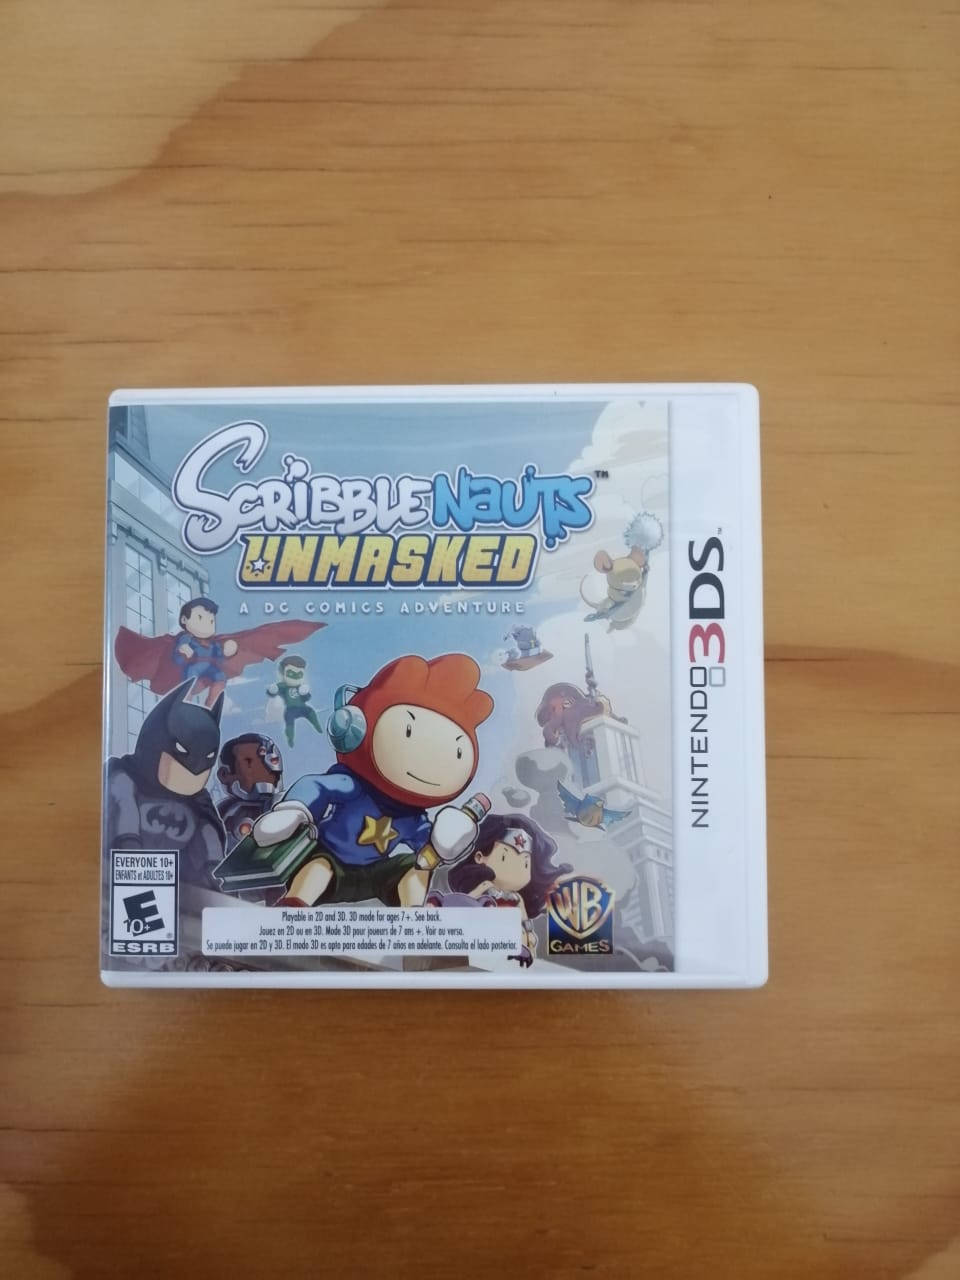 SCRIBBLENAUTS™
UNMASKED
A DC COMICS ADVENTURE
NINTENDO 3DS™
EVERYONE 10+
ENFANTS et ADULTES 10+
E
10+
ESRB
®
Playable in 2D and 3D. 3D mode for ages 7+. See back.
Jouez en 2D ou en 3D. Mode 3D pour joueurs de 7 ans +. Voir au verso.
Se puede jugar en 2D y 3D. El modo 3D es apto para edades de 7 años en adelante. Consulta el lado posterior.
WB
GAMES